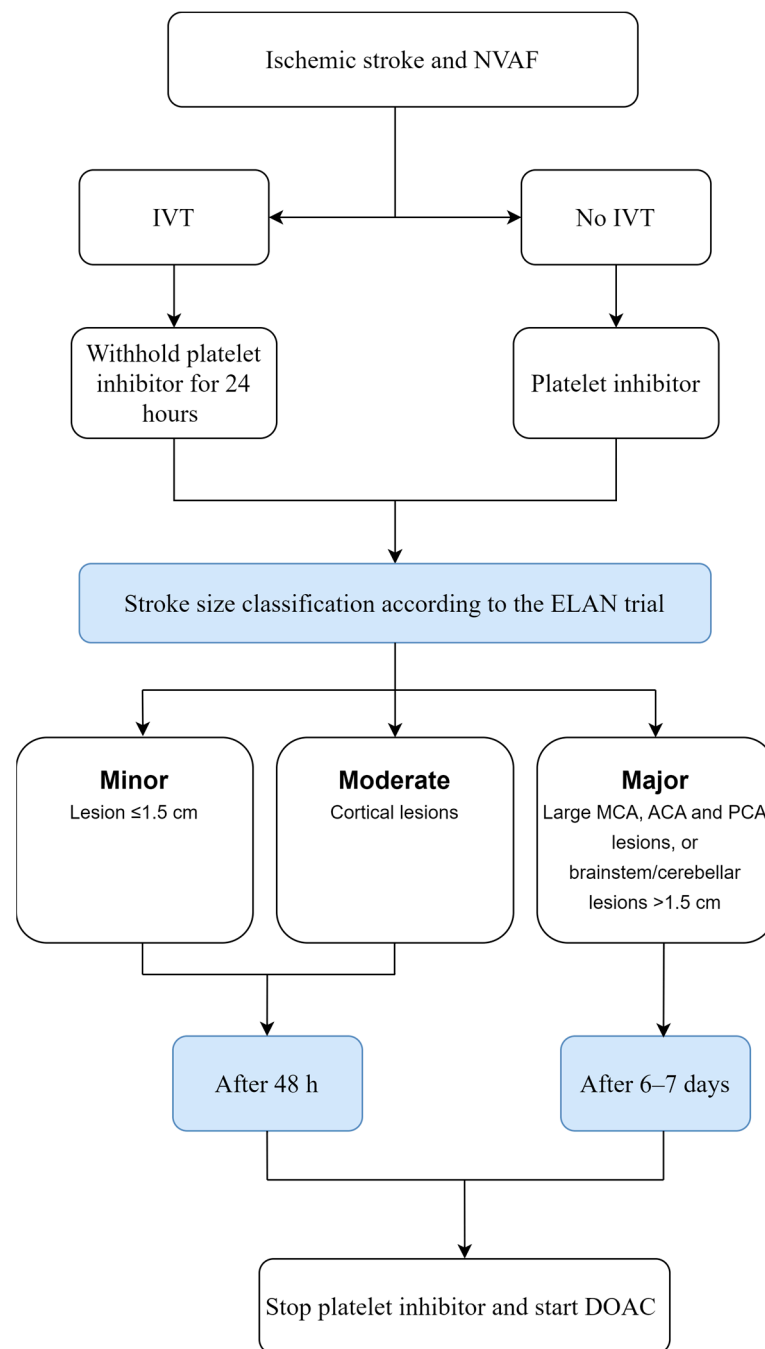 Ischemic stroke and NVAF
IVT
No IVT
Withhold platelet
inhibitor for 24
hours
Platelet inhibitor
Stroke size classification according to the ELAN trial
Minor
Lesion ≤1.5 cm
Moderate
Cortical lesions
Major
Large MCA, ACA and PCA
lesions, or
brainstem/cerebellar
lesions >1.5 cm
After 48 h
After 6–7 days
Stop platelet inhibitor and start DOAC